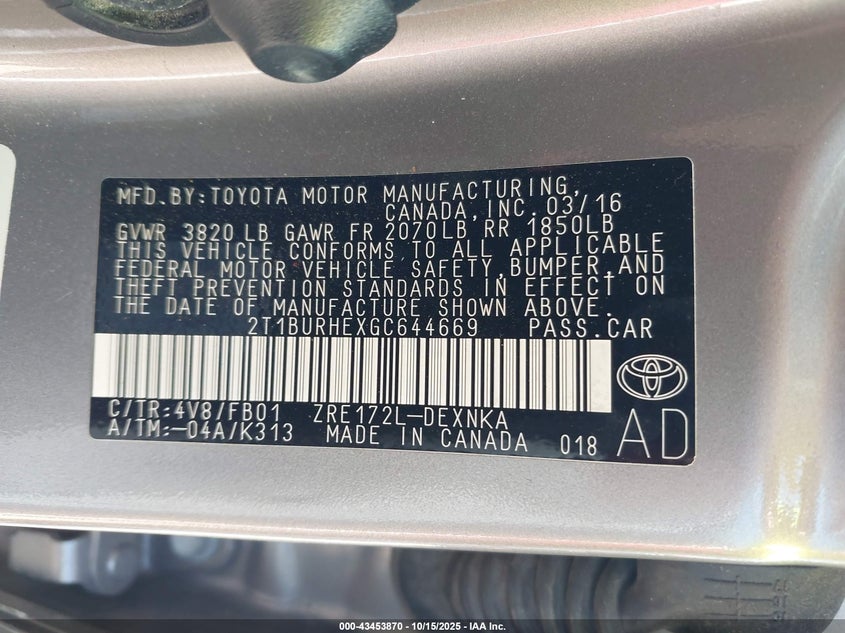 MFD.BY:TOYOTA MOTOR MANUFACTURING,
CANADA,INC. 03/16
GVWR 3820 LB GAWR FR 2070LB RR 1850LB
THIS VEHICLE CONFORMS TO ALL APPLICABLE
FEDERAL MOTOR VEHICLE SAFETY,BUMPER,AND
THEFT PREVENTION STANDARDS IN EFFECT ON
THE DATE OF MANUFACTURE SHOWN ABOVE.
2T1BURHEXGC644669 PASS.CAR
C/TR:4V8/FB01 ZRE172L-DEXNKA
A/TM:-04A/K313 MADE IN CANADA 018 AD
000-43453870 - 10/15/2025 - IAA Inc.